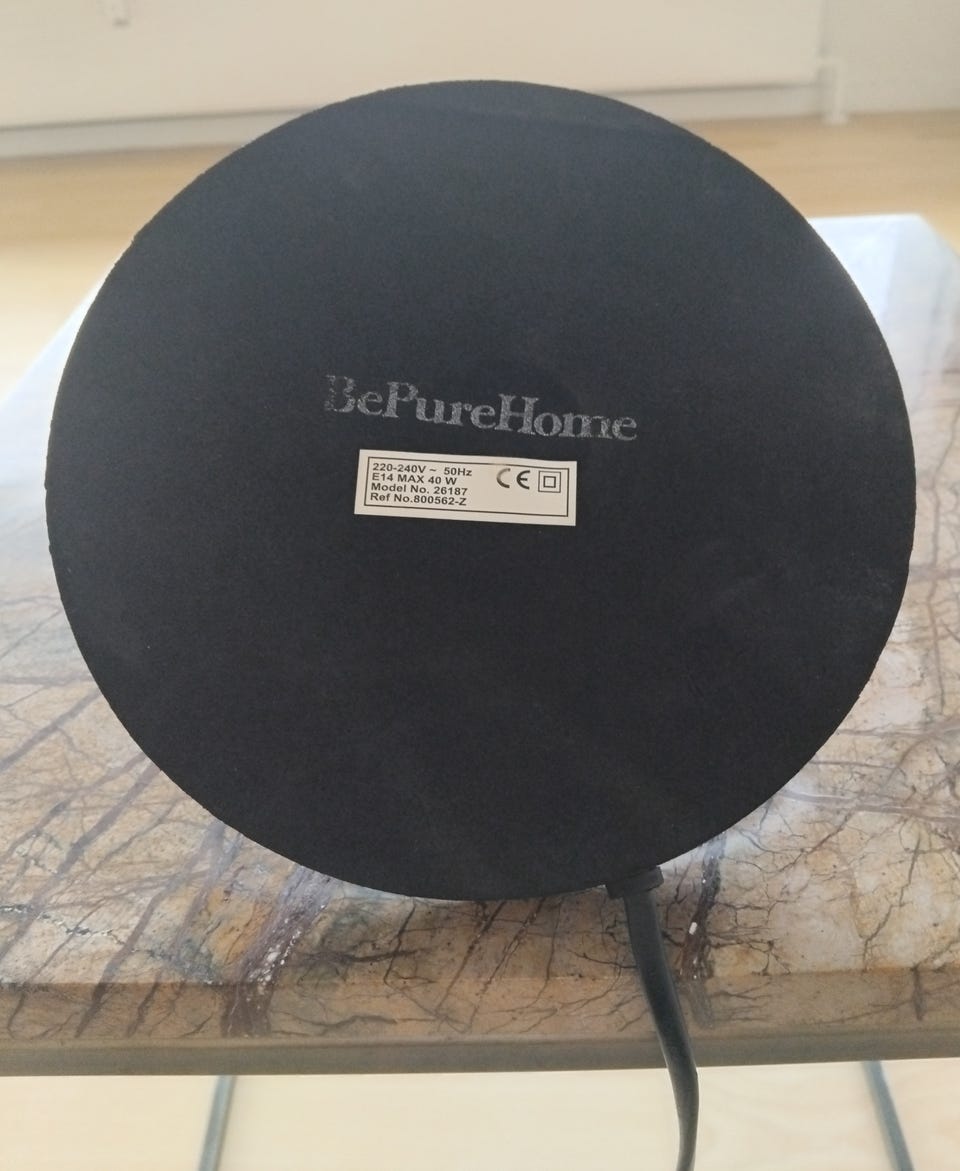 BePureHome
220-240V ~ 50Hz
E14 MAX 40 W
Model No. 26187
Ref No.800562-Z
CE